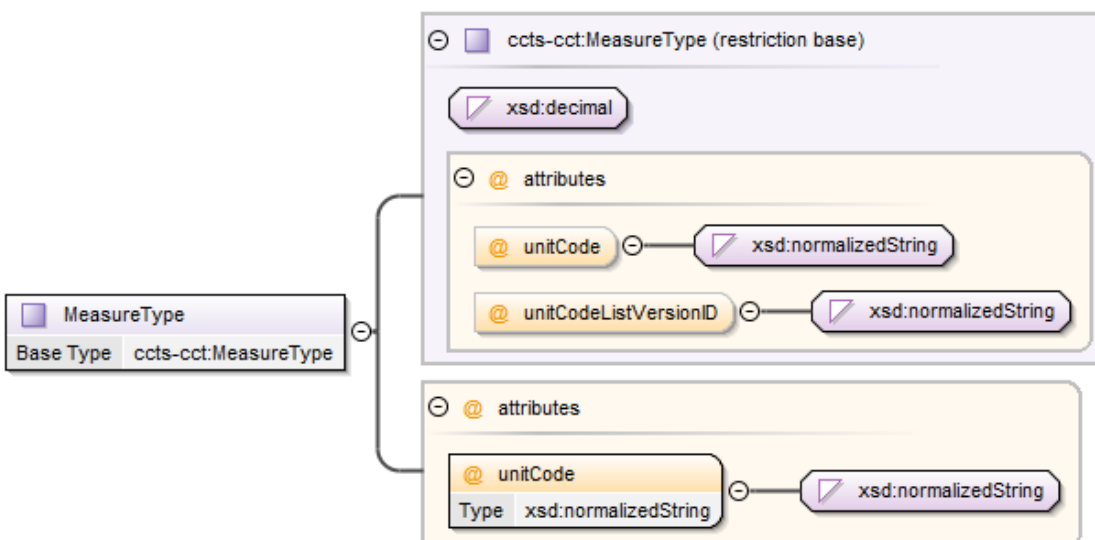 ccts-cct:MeasureType (restriction base)
xsd:decimal
@ attributes
@ unitCode xsd:normalizedString
@ unitCodeListVersionID xsd:normalizedString
MeasureType
Base Type ccts-cct:MeasureType
@ attributes
@ unitCode
Type xsd:normalizedString
xsd:normalizedString